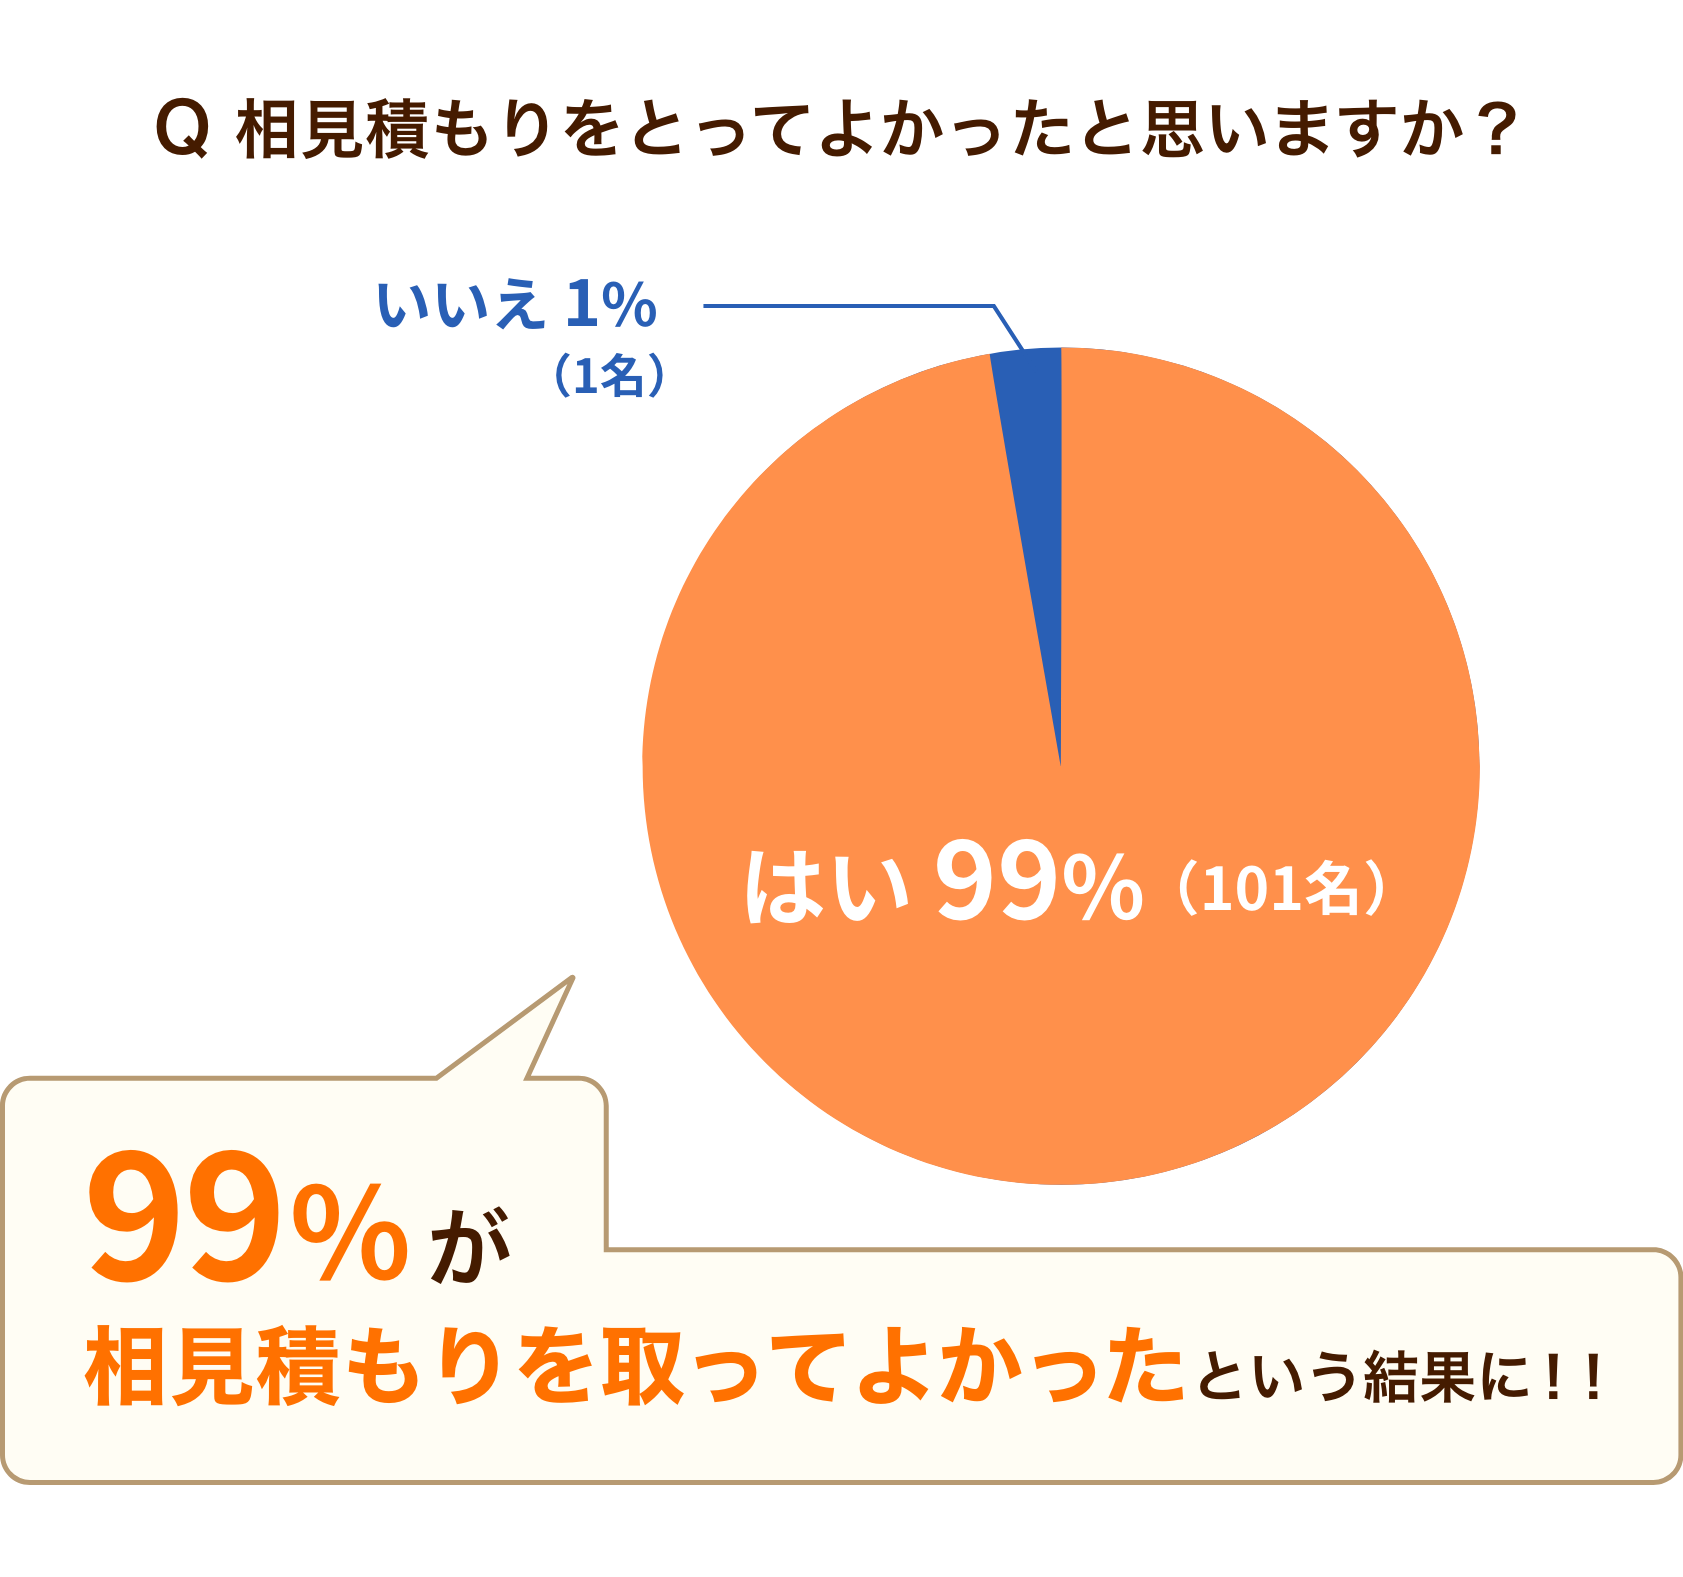 Q 相見積もりをとってよかったと思いますか？
いいえ 1%
（1名）
はい 99%（101名）
99% が
相見積もりを取ってよかったという結果に！！